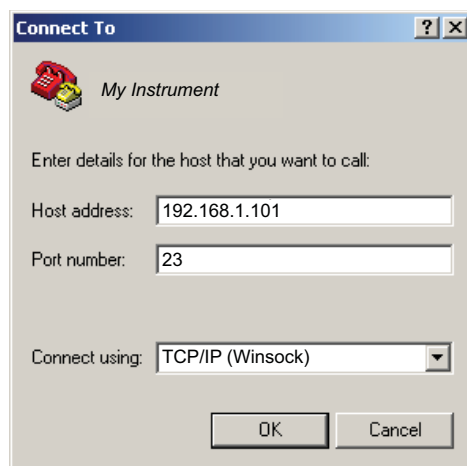 Connect To
My Instrument
Enter details for the host that you want to call:
Host address: 192.168.1.101
Port number: 23
Connect using: TCP/IP (Winsock)
OK Cancel